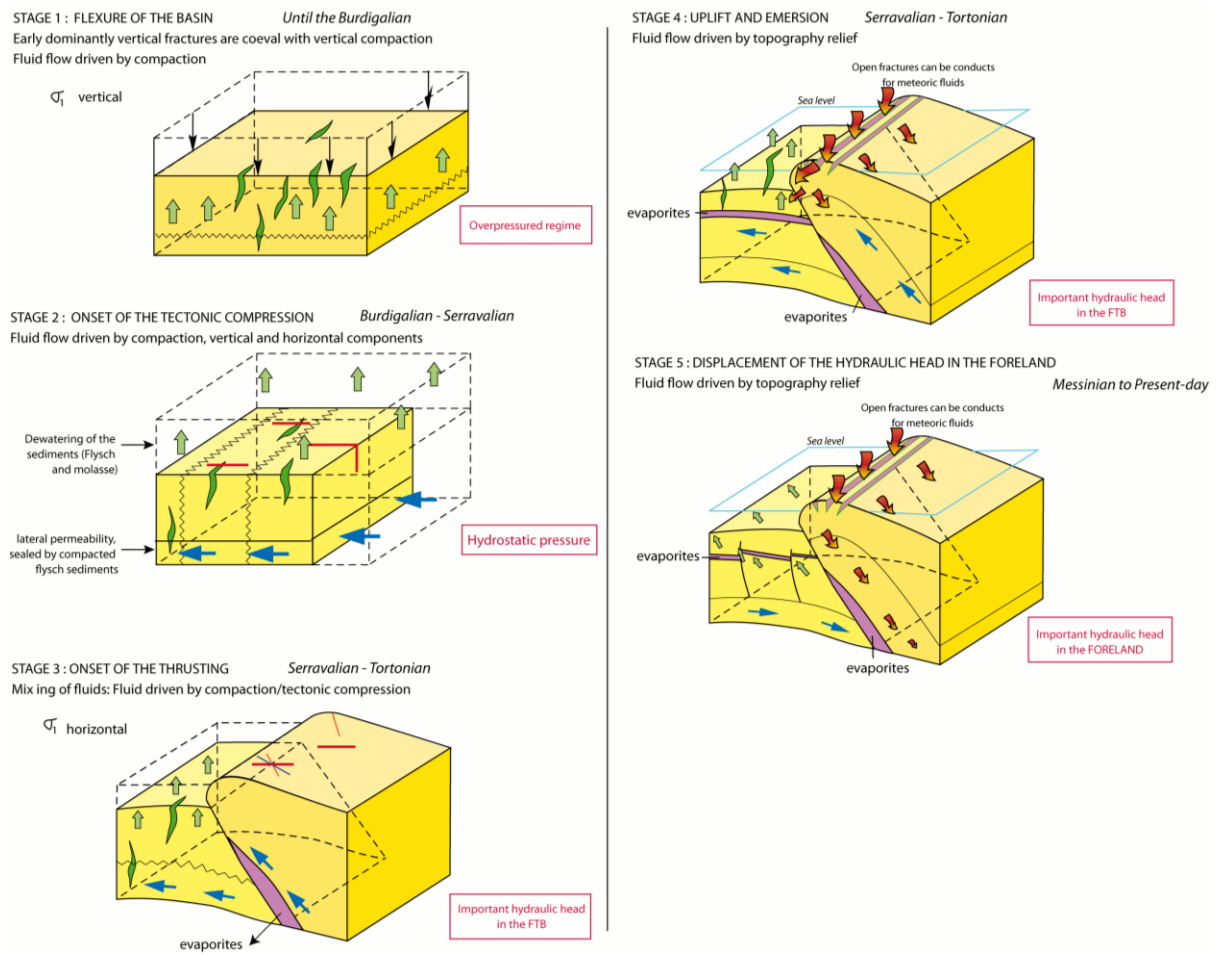 STAGE 1 : FLEXURE OF THE BASIN Until the Burdigalian
Early dominantly vertical fractures are coeval with vertical compaction
Fluid flow driven by compaction
σ1 vertical
Overpressured regime
STAGE 2 : ONSET OF THE TECTONIC COMPRESSION Burdigalian - Serravalian
Fluid flow driven by compaction, vertical and horizontal components
Dewatering of the
sediments (Flysch
and molasse)
lateral permeability,
sealed by compacted
flysch sediments
Hydrostatic pressure
STAGE 3 : ONSET OF THE THRUSTING Serravalian - Tortonian
Mix ing of fluids: Fluid driven by compaction/tectonic compression
σ1 horizontal
evaporites
Important hydraulic head
in the FTB
STAGE 4 : UPLIFT AND EMERSION Serravalian - Tortonian
Fluid flow driven by topography relief
Open fractures can be conducts
for meteoric fluids
Sea level
evaporites
evaporites
Important hydraulic head
in the FTB
STAGE 5 : DISPLACEMENT OF THE HYDRAULIC HEAD IN THE FORELAND
Fluid flow driven by topography relief
Messinian to Present-day
Open fractures can be conducts
for meteoric fluids
Sea level
evaporites
evaporites
Important hydraulic head
in the FORELAND